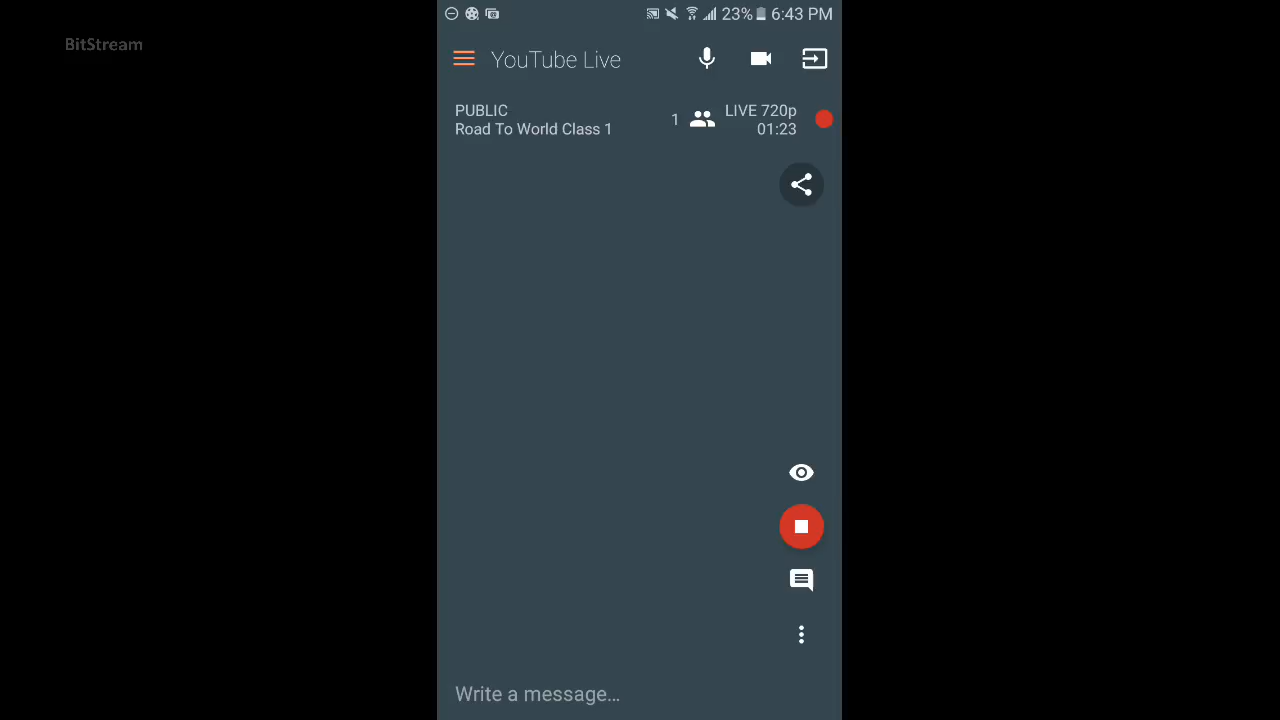 BitStream
23% 6:43 PM
YouTube Live
PUBLIC
Road To World Class 1
1
LIVE 720p
01:23
Write a message...